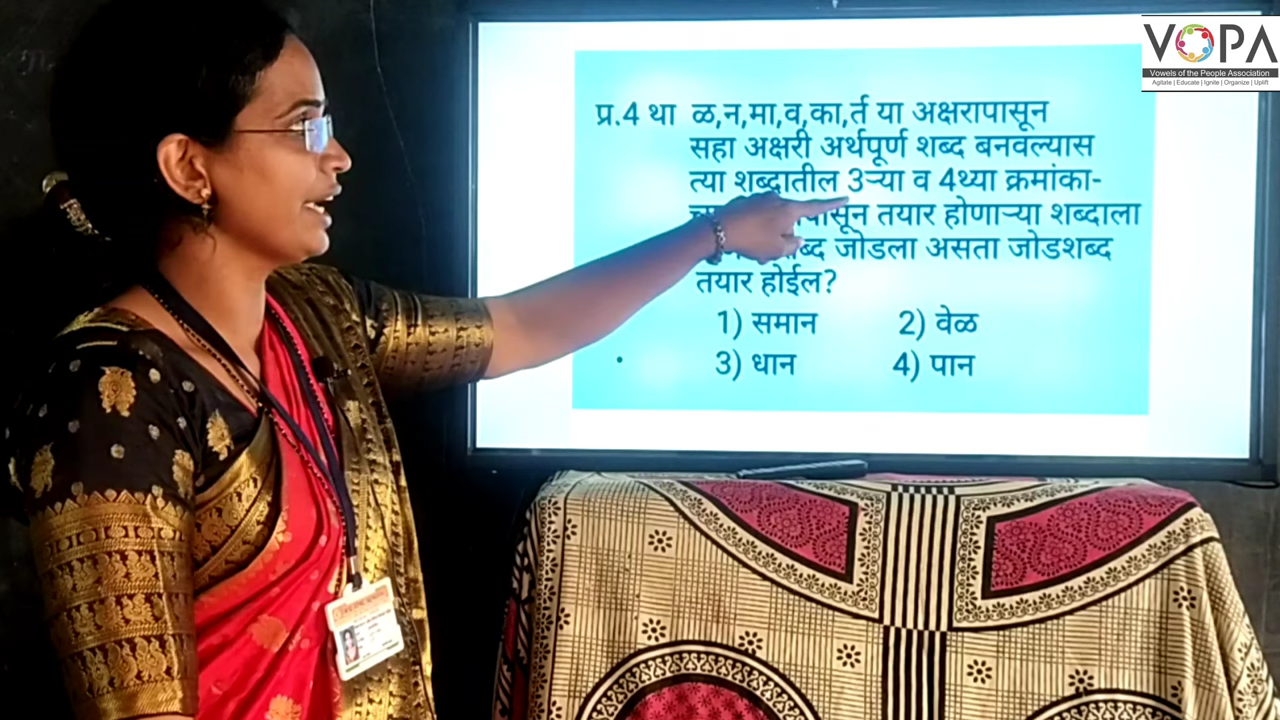 VOPA
Vowels of the People Association
Agitate | Educate | Ignite | Organize | Uplift
प्र.4 था ळ,न,मा,व,का,र्त या अक्षरापासून
सहा अक्षरी अर्थपूर्ण शब्द बनवल्यास
त्या शब्दातील 3ऱ्या व 4थ्या क्रमांका-
तयार होणाऱ्या शब्दाला
जोडला असता जोडशब्द
तयार होईल?
1) समान 2) वेळ
3) धान 4) पान